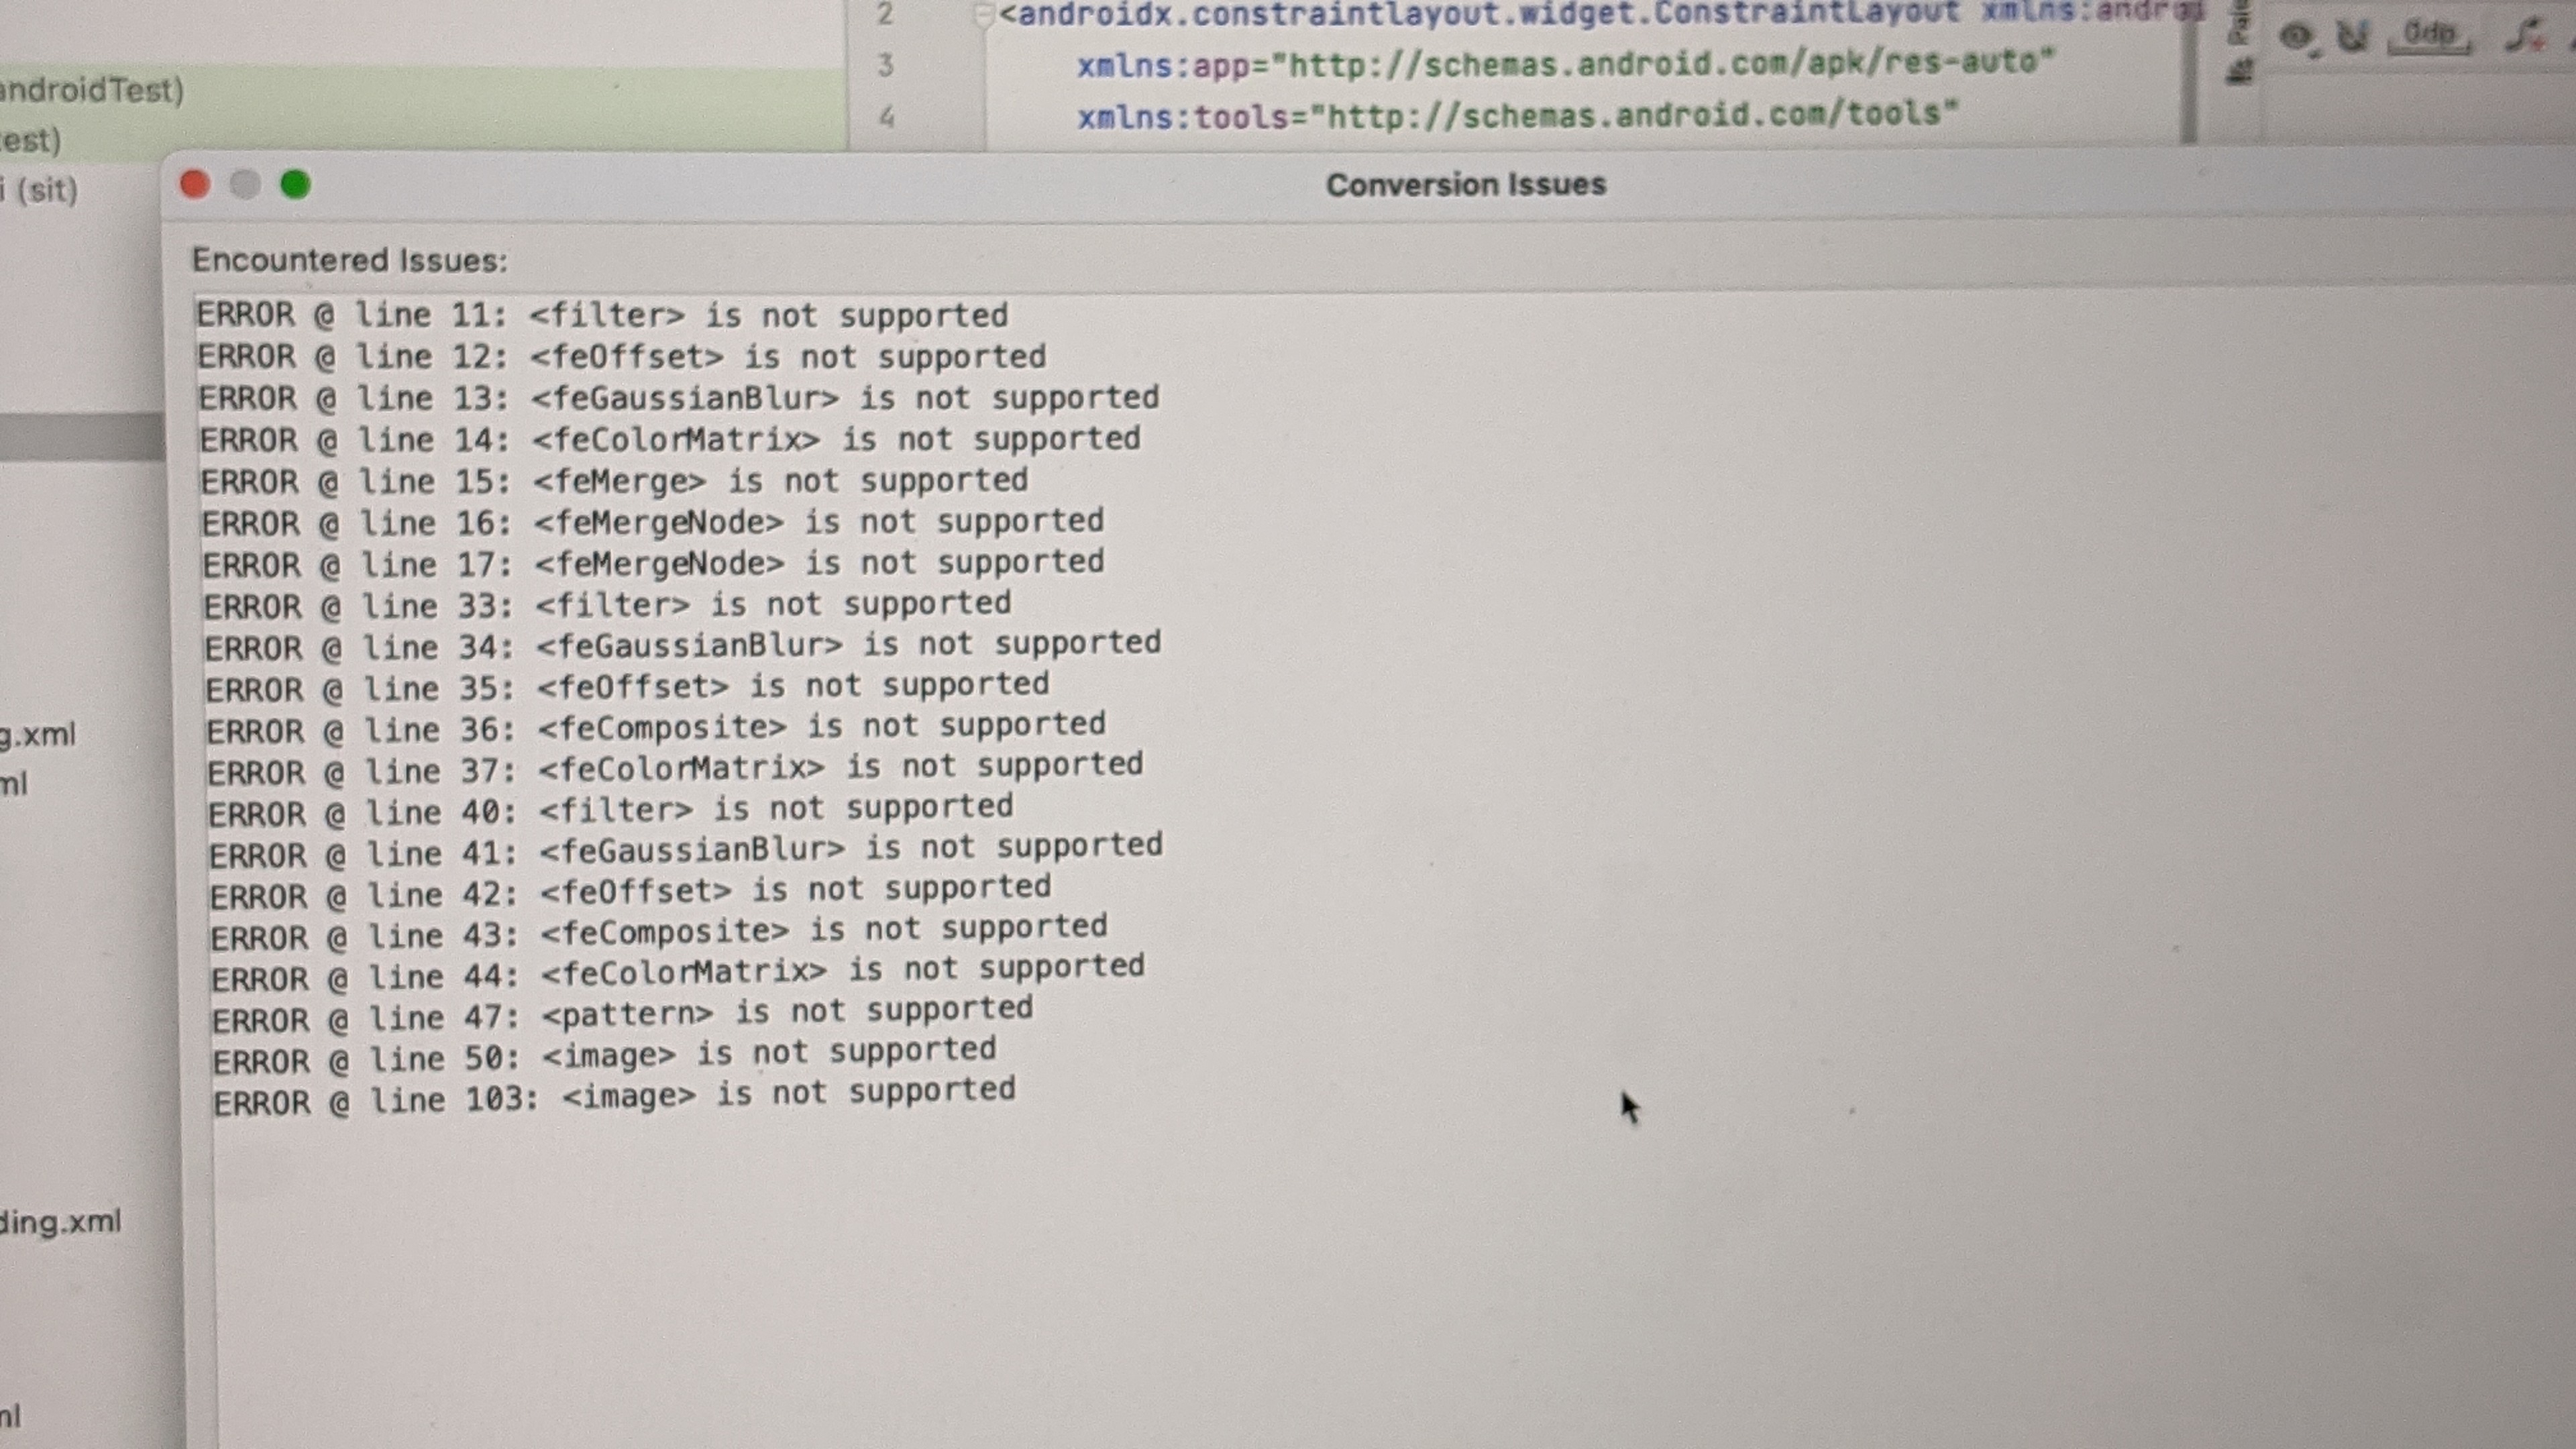 2 <androidx.constraintlayout.widget.ConstraintLayout xmlns:androi
3 xmlns:app="http://schemas.android.com/apk/res-auto"
4 xmlns:tools="http://schemas.android.com/tools"
0dp
androidTest)
est)
i (sit)
Conversion Issues
Encountered Issues:
ERROR @ line 11: <filter> is not supported
ERROR @ line 12: <feOffset> is not supported
ERROR @ line 13: <feGaussianBlur> is not supported
ERROR @ line 14: <feColorMatrix> is not supported
ERROR @ line 15: <feMerge> is not supported
ERROR @ line 16: <feMergeNode> is not supported
ERROR @ line 17: <feMergeNode> is not supported
ERROR @ line 33: <filter> is not supported
ERROR @ line 34: <feGaussianBlur> is not supported
ERROR @ line 35: <feOffset> is not supported
ERROR @ line 36: <feComposite> is not supported
ERROR @ line 37: <feColorMatrix> is not supported
ERROR @ line 40: <filter> is not supported
ERROR @ line 41: <feGaussianBlur> is not supported
ERROR @ line 42: <feOffset> is not supported
ERROR @ line 43: <feComposite> is not supported
ERROR @ line 44: <feColorMatrix> is not supported
ERROR @ line 47: <pattern> is not supported
ERROR @ line 50: <image> is not supported
ERROR @ line 103: <image> is not supported
g.xml
ml
ding.xml
ml